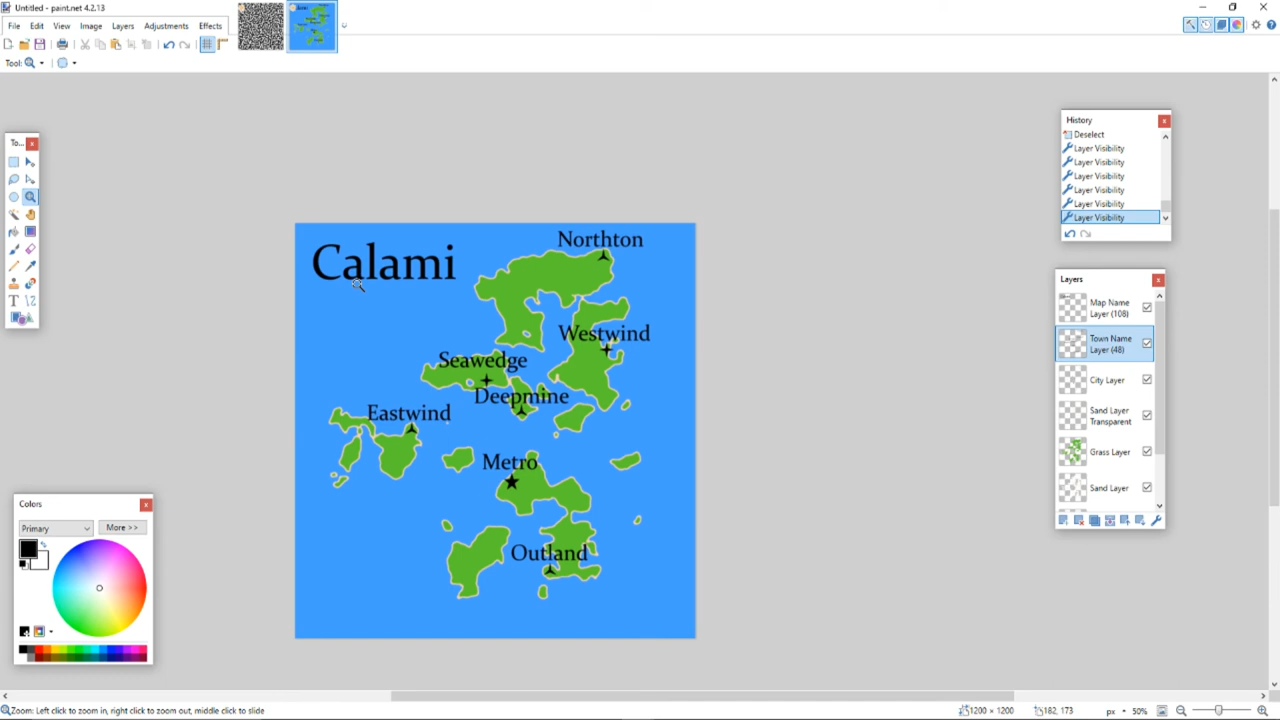 Untitled - paint.net 4.2.13
File Edit View Image Layers Adjustments Effects
Tool:
To...
History
Deselect
Layer Visibility
Layer Visibility
Layer Visibility
Layer Visibility
Layer Visibility
Layer Visibility
Calami
Northton
Westwind
Seawedge
Deepmine
Eastwind
Metro
Outland
Layers
Map Name
Layer (108)
Town Name
Layer (48)
City Layer
Sand Layer
Transparent
Grass Layer
Sand Layer
Colors
Primary
More >>
Zoom: Left click to zoom in, right click to zoom out, middle click to slide
1200 × 1200
182, 173
px
50%